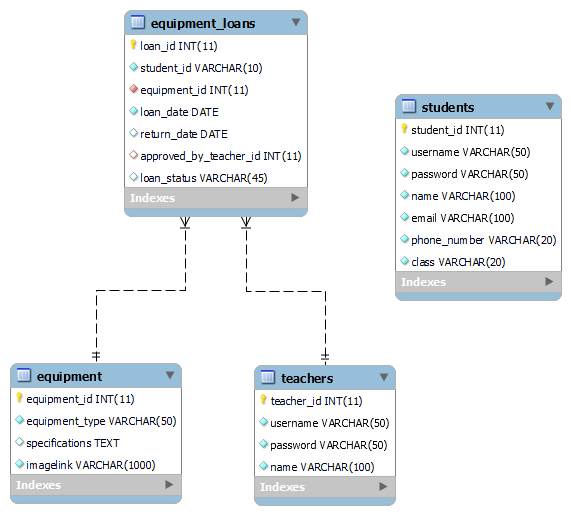 equipment_loans
loan_id INT(11)
student_id VARCHAR(10)
equipment_id INT(11)
loan_date DATE
return_date DATE
approved_by_teacher_id INT(11)
loan_status VARCHAR(45)
Indexes
students
student_id INT(11)
username VARCHAR(50)
password VARCHAR(50)
name VARCHAR(100)
email VARCHAR(100)
phone_number VARCHAR(20)
class VARCHAR(20)
Indexes
equipment
equipment_id INT(11)
equipment_type VARCHAR(50)
specifications TEXT
imagelink VARCHAR(1000)
Indexes
teachers
teacher_id INT(11)
username VARCHAR(50)
password VARCHAR(50)
name VARCHAR(100)
Indexes